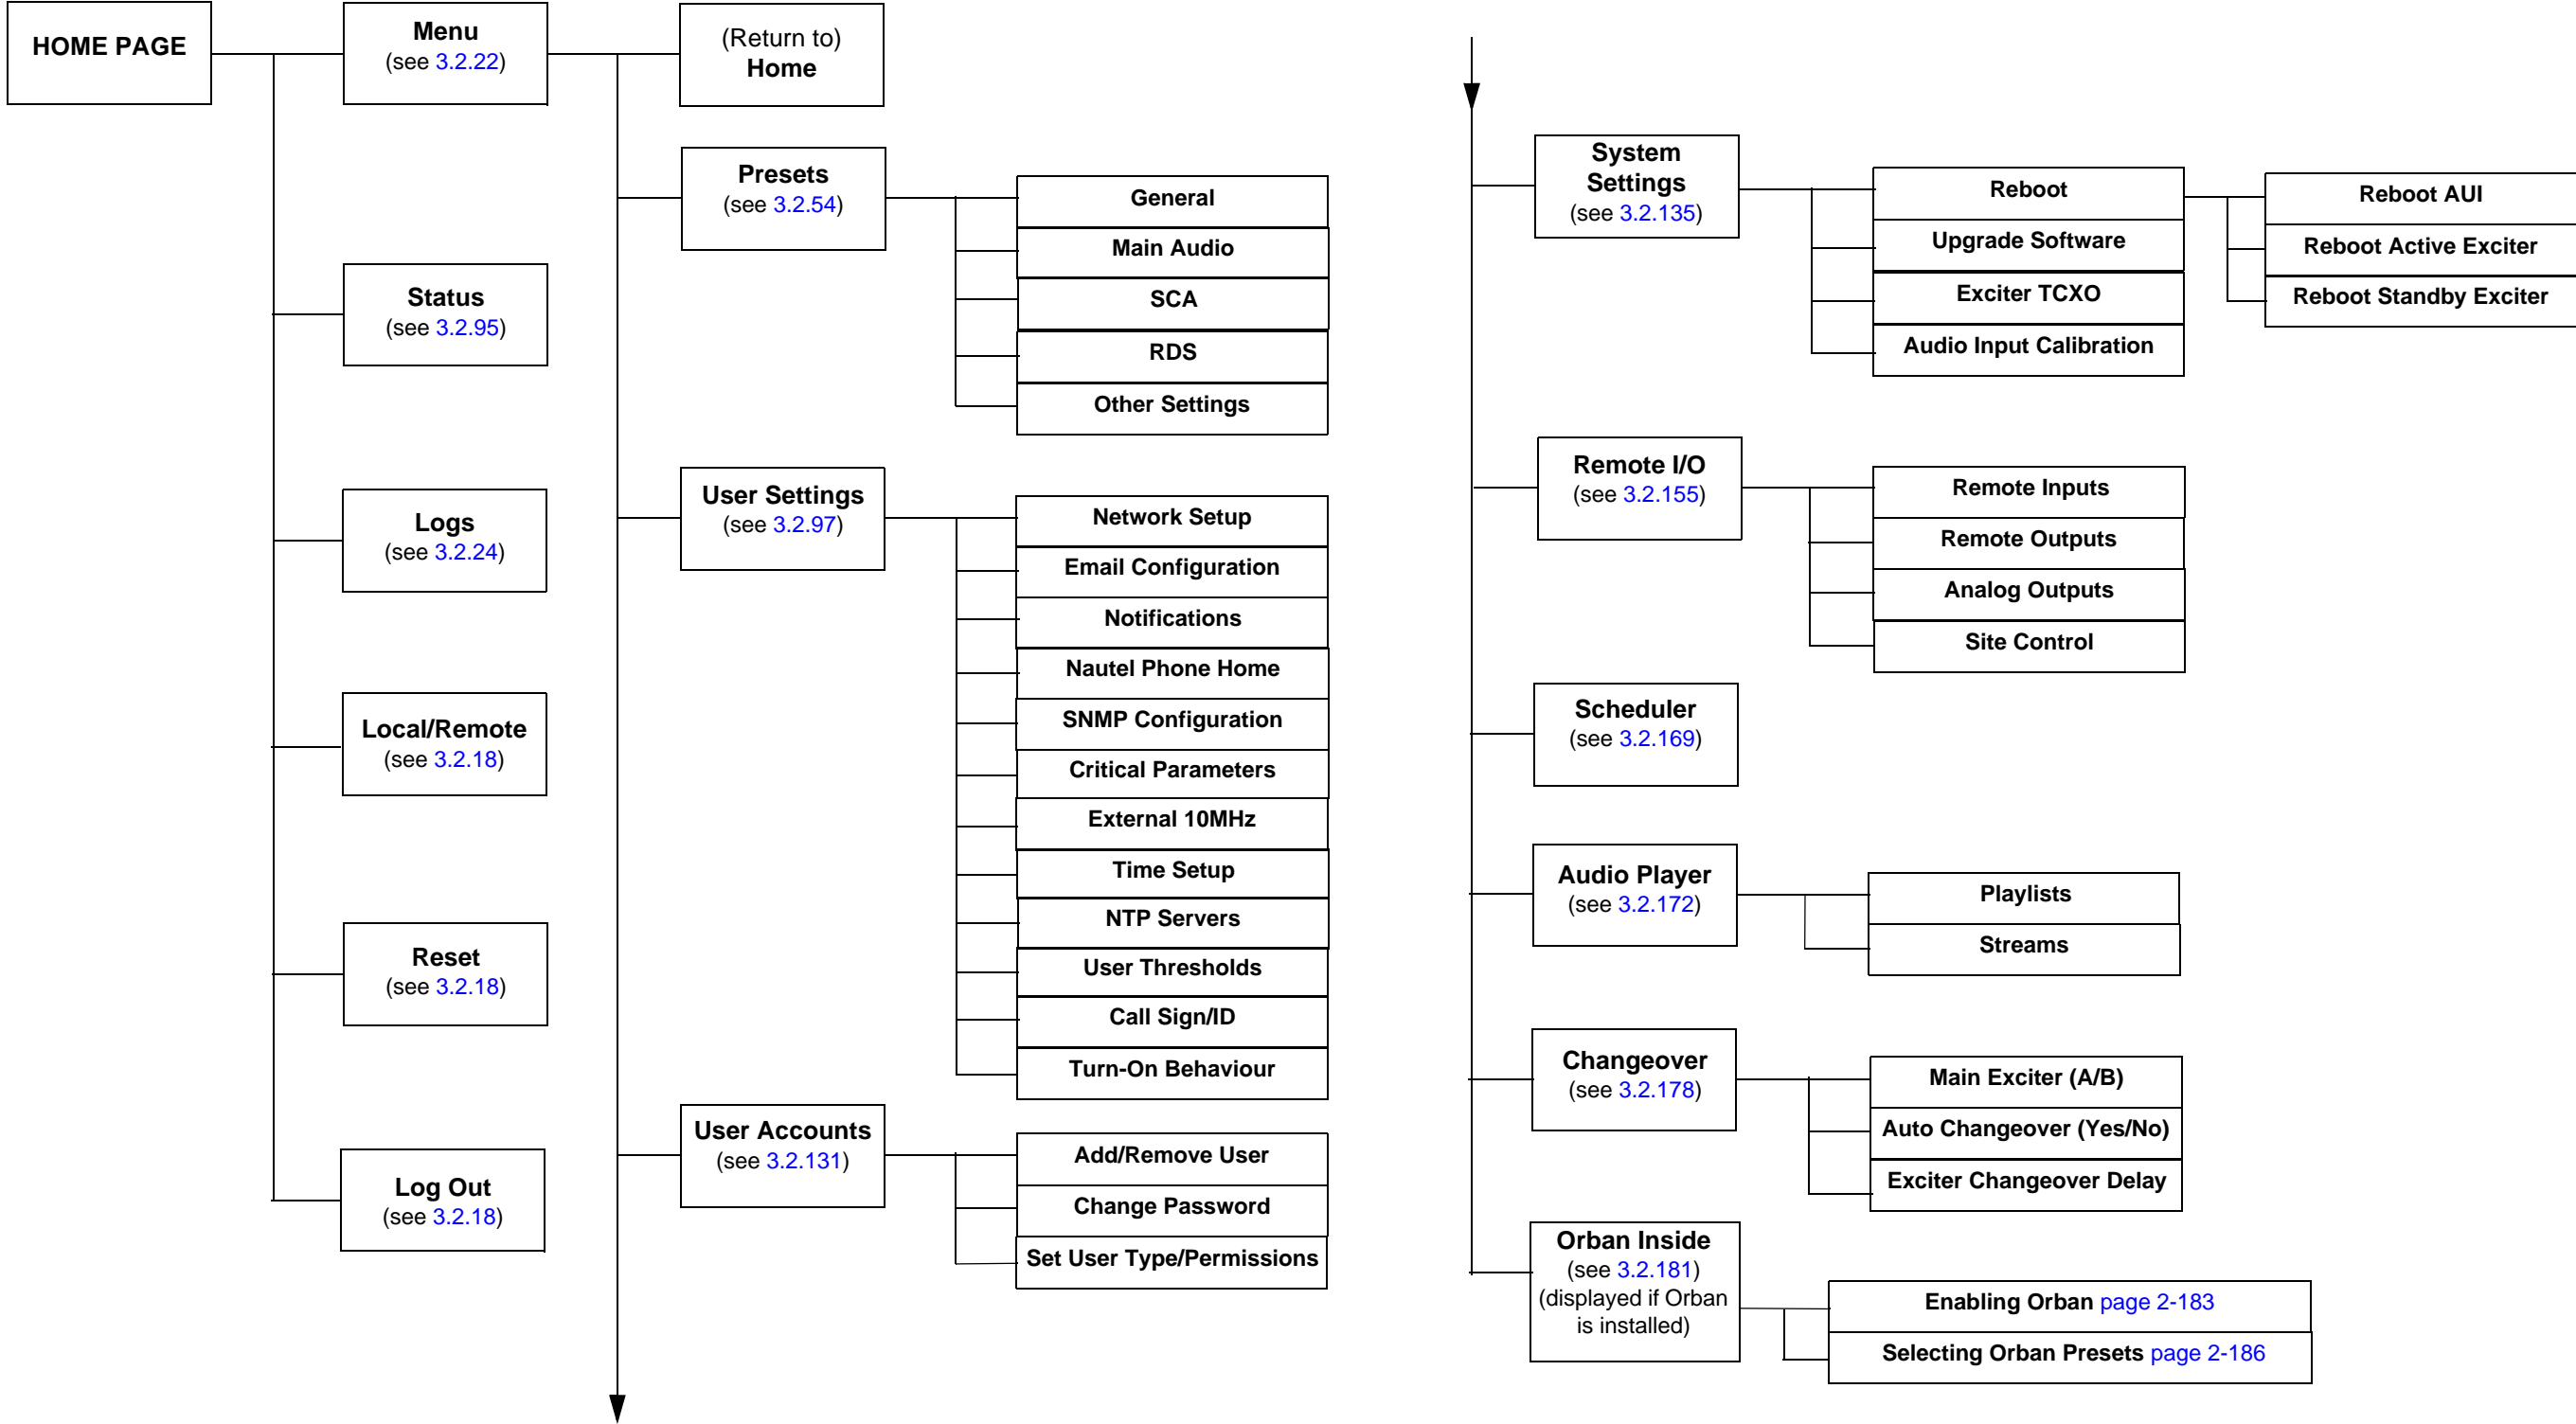 HOME PAGE
Menu
(see 3.2.22)
Status
(see 3.2.95)
Logs
(see 3.2.24)
Local/Remote
(see 3.2.18)
Reset
(see 3.2.18)
Log Out
(see 3.2.18)
(Return to)
Home
Presets
(see 3.2.54)
General
Main Audio
SCA
RDS
Other Settings
User Settings
(see 3.2.97)
Network Setup
Email Configuration
Notifications
Nautel Phone Home
SNMP Configuration
Critical Parameters
External 10MHz
Time Setup
NTP Servers
User Thresholds
Call Sign/ID
Turn-On Behaviour
User Accounts
(see 3.2.131)
Add/Remove User
Change Password
Set User Type/Permissions
System
Settings
(see 3.2.135)
Reboot
Upgrade Software
Exciter TCXO
Audio Input Calibration
Reboot AUI
Reboot Active Exciter
Reboot Standby Exciter
Remote I/O
(see 3.2.155)
Remote Inputs
Remote Outputs
Analog Outputs
Site Control
Scheduler
(see 3.2.169)
Audio Player
(see 3.2.172)
Playlists
Streams
Changeover
(see 3.2.178)
Main Exciter (A/B)
Auto Changeover (Yes/No)
Exciter Changeover Delay
Orban Inside
(see 3.2.181)
(displayed if Orban
is installed)
Enabling Orban page 2-183
Selecting Orban Presets page 2-186